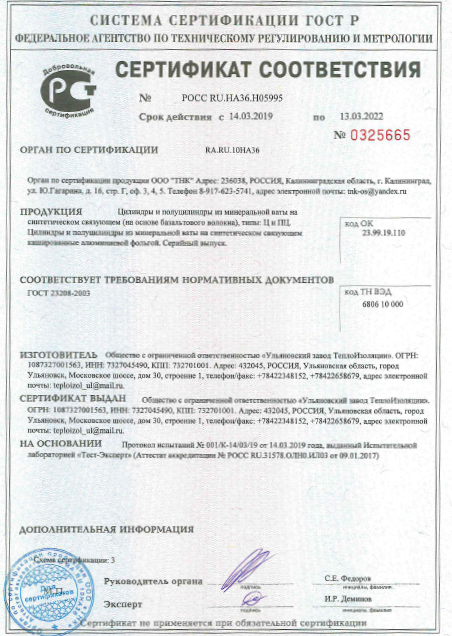 СИСТЕМА СЕРТИФИКАЦИИ ГОСТ Р
ФЕДЕРАЛЬНОЕ АГЕНТСТВО ПО ТЕХНИЧЕСКОМУ РЕГУЛИРОВАНИЮ И МЕТРОЛОГИИ
Добровольная
сертификация
СЕРТИФИКАТ СООТВЕТСТВИЯ
№ РОСС RU.НА36.Н05995
Срок действия с 14.03.2019 по 13.03.2022
№ 0325665
ОРГАН ПО СЕРТИФИКАЦИИ RA.RU.10НА36
Орган по сертификации продукции ООО "ТНК" Адрес: 236038, РОССИЯ, Калининградская область, г. Калининград,
ул. Ю.Гагарина, д. 16, стр. Г, оф. 3, 4, 5. Телефон 8-917-623-5741, адрес электронной почты: tnk-os@yandex.ru
ПРОДУКЦИЯ Цилиндры и полуцилиндры из минеральной ваты на
синтетическом связующем (на основе базальтового волокна), типы: Ц и ПЦ.
Цилиндры и полуцилиндры из минеральной ваты на синтетическом связующем
кашированные алюминиевой фольгой. Серийный выпуск.
код ОК
23.99.19.110
СООТВЕТСТВУЕТ ТРЕБОВАНИЯМ НОРМАТИВНЫХ ДОКУМЕНТОВ
ГОСТ 23208-2003
код ТН ВЭД
6806 10 000
ИЗГОТОВИТЕЛЬ Общество с ограниченной ответственностью «Ульяновский завод ТеплоИзоляции». ОГРН:
1087327001563, ИНН: 7327045490, КПП: 732701001. Адрес: 432045, РОССИЯ, Ульяновская область, город
Ульяновск, Московское шоссе, дом 30, строение 1, телефон/факс: +78422348152, +78422658679, адрес электронной
почты: teploizol_ul@mail.ru.
СЕРТИФИКАТ ВЫДАН Общество с ограниченной ответственностью «Ульяновский завод ТеплоИзоляции».
ОГРН: 1087327001563, ИНН: 7327045490, КПП: 732701001. Адрес: 432045, РОССИЯ, Ульяновская область, город
Ульяновск, Московское шоссе, дом 30, строение 1, телефон/факс: +78422348152, +78422658679, адрес электронной
почты: teploizol_ul@mail.ru.
НА ОСНОВАНИИ Протокол испытаний № 001/К-14/03/19 от 14.03.2019 года, выданный Испытательной
лабораторией «Тест-Эксперт» (Аттестат аккредитации № РОСС RU.31578.ОЛН0.ИЛ03 от 09.01.2017)
ДОПОЛНИТЕЛЬНАЯ ИНФОРМАЦИЯ
Схема сертификации: 3
Руководитель органа
подпись
С.Е. Федоров
инициалы, фамилия
Эксперт
подпись
И.Р. Деминов
инициалы, фамилия
для
сертификатов
Сертификат не применяется при обязательной сертификации